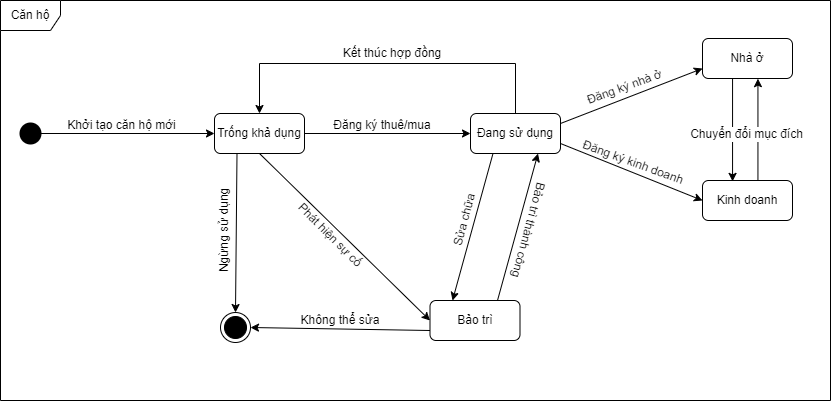 Căn hộ
Kết thúc hợp đồng
Nhà ở
Đăng ký nhà ở
Khởi tạo căn hộ mới
Trống khả dụng
Đăng ký thuê/mua
Đang sử dụng
Chuyển đổi mục đích
Đăng ký kinh doanh
Kinh doanh
Ngừng sử dụng
Phát hiện sự cố
Sửa chữa
Bảo trì thành công
Không thể sửa
Bảo trì